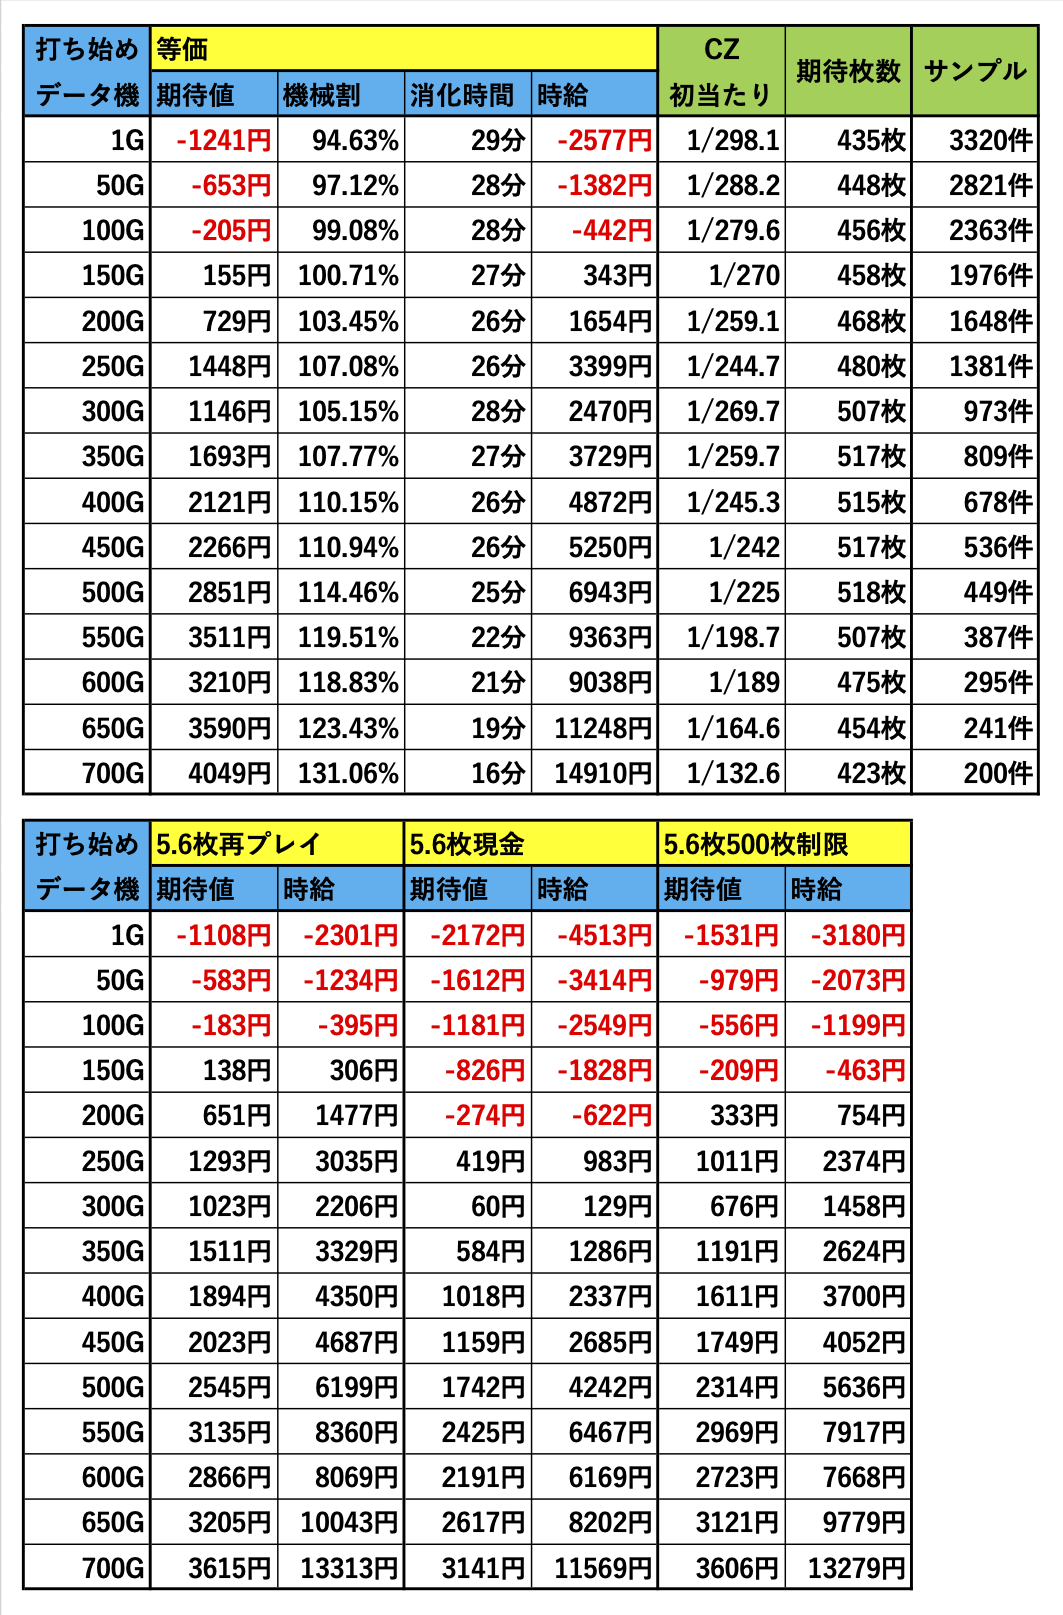 打ち始め 等価 CZ 期待枚数 サンプル
データ機 期待値 機械割 消化時間 時給 初当たり
1G -1241円 94.63% 29分 -2577円 1/298.1 435枚 3320件
50G -653円 97.12% 28分 -1382円 1/288.2 448枚 2821件
100G -205円 99.08% 28分 -442円 1/279.6 456枚 2363件
150G 155円 100.71% 27分 343円 1/270 458枚 1976件
200G 729円 103.45% 26分 1654円 1/259.1 468枚 1648件
250G 1448円 107.08% 26分 3399円 1/244.7 480枚 1381件
300G 1146円 105.15% 28分 2470円 1/269.7 507枚 973件
350G 1693円 107.77% 27分 3729円 1/259.7 517枚 809件
400G 2121円 110.15% 26分 4872円 1/245.3 515枚 678件
450G 2266円 110.94% 26分 5250円 1/242 517枚 536件
500G 2851円 114.46% 25分 6943円 1/225 518枚 449件
550G 3511円 119.51% 22分 9363円 1/198.7 507枚 387件
600G 3210円 118.83% 21分 9038円 1/189 475枚 295件
650G 3590円 123.43% 19分 11248円 1/164.6 454枚 241件
700G 4049円 131.06% 16分 14910円 1/132.6 423枚 200件
打ち始め 5.6枚再プレイ 5.6枚現金 5.6枚500枚制限
データ機 期待値 時給 期待値 時給 期待値 時給
1G -1108円 -2301円 -2172円 -4513円 -1531円 -3180円
50G -583円 -1234円 -1612円 -3414円 -979円 -2073円
100G -183円 -395円 -1181円 -2549円 -556円 -1199円
150G 138円 306円 -826円 -1828円 -209円 -463円
200G 651円 1477円 -274円 -622円 333円 754円
250G 1293円 3035円 419円 983円 1011円 2374円
300G 1023円 2206円 60円 129円 676円 1458円
350G 1511円 3329円 584円 1286円 1191円 2624円
400G 1894円 4350円 1018円 2337円 1611円 3700円
450G 2023円 4687円 1159円 2685円 1749円 4052円
500G 2545円 6199円 1742円 4242円 2314円 5636円
550G 3135円 8360円 2425円 6467円 2969円 7917円
600G 2866円 8069円 2191円 6169円 2723円 7668円
650G 3205円 10043円 2617円 8202円 3121円 9779円
700G 3615円 13313円 3141円 11569円 3606円 13279円